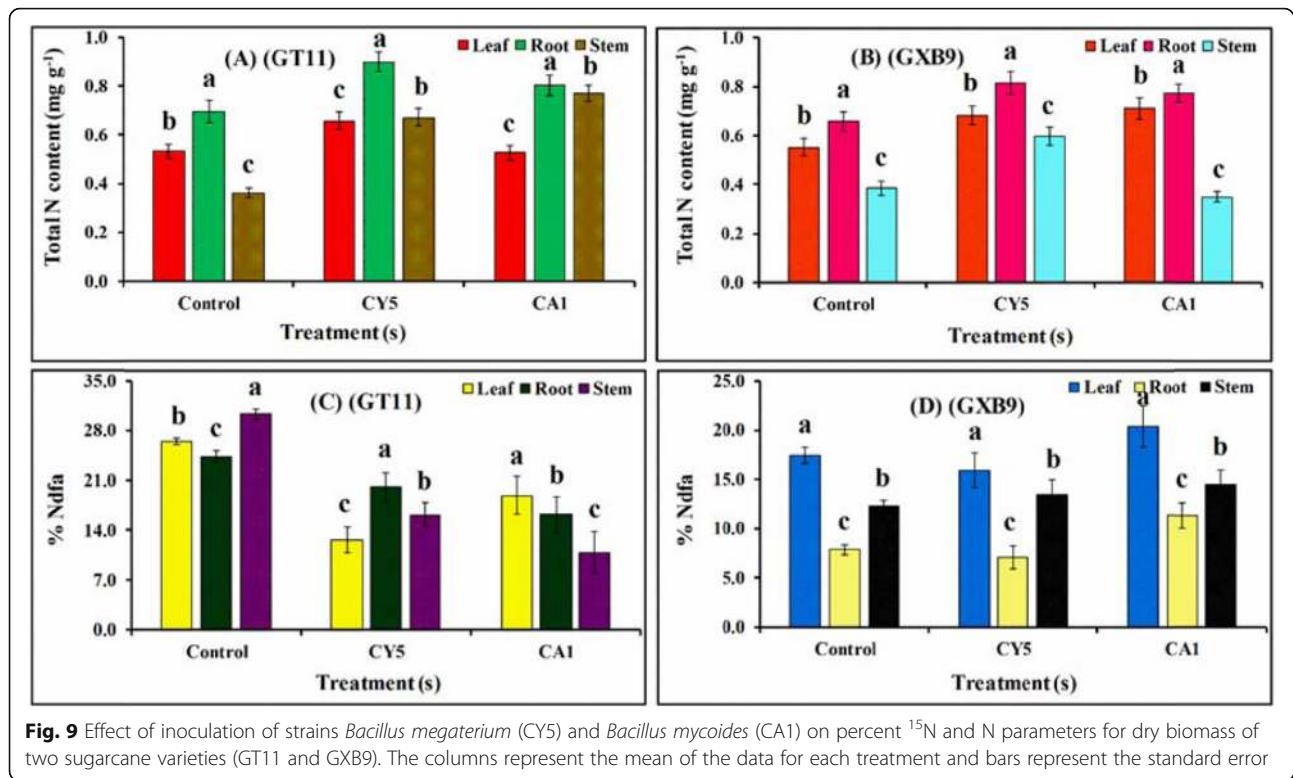 (A) (GT11)
Leaf Root Stem
Total N content (mg g-1)
1.0
0.8
0.6
0.4
0.2
0.0
b a c
c a b
c a b
Control CY5 CA1
Treatment (s)
(B) (GXB9)
Leaf Root Stem
Total N content (mg g-1)
1.0
0.8
0.6
0.4
0.2
0.0
b a c
b a c
b a c
Control CY5 CA1
Treatment (s)
(C) (GT11)
Leaf Root Stem
% Ndfa
35.0
28.0
21.0
14.0
7.0
0.0
b c a
c a b
a b c
Control CY5 CA1
Treatment (s)
(D) (GXB9)
Leaf Root Stem
% Ndfa
25.0
20.0
15.0
10.0
5.0
0.0
a c b
a c b
a c b
Control CY5 CA1
Treatment (s)
Fig. 9 Effect of inoculation of strains Bacillus megaterium (CY5) and Bacillus mycoides (CA1) on percent 15N and N parameters for dry biomass of
two sugarcane varieties (GT11 and GXB9). The columns represent the mean of the data for each treatment and bars represent the standard error